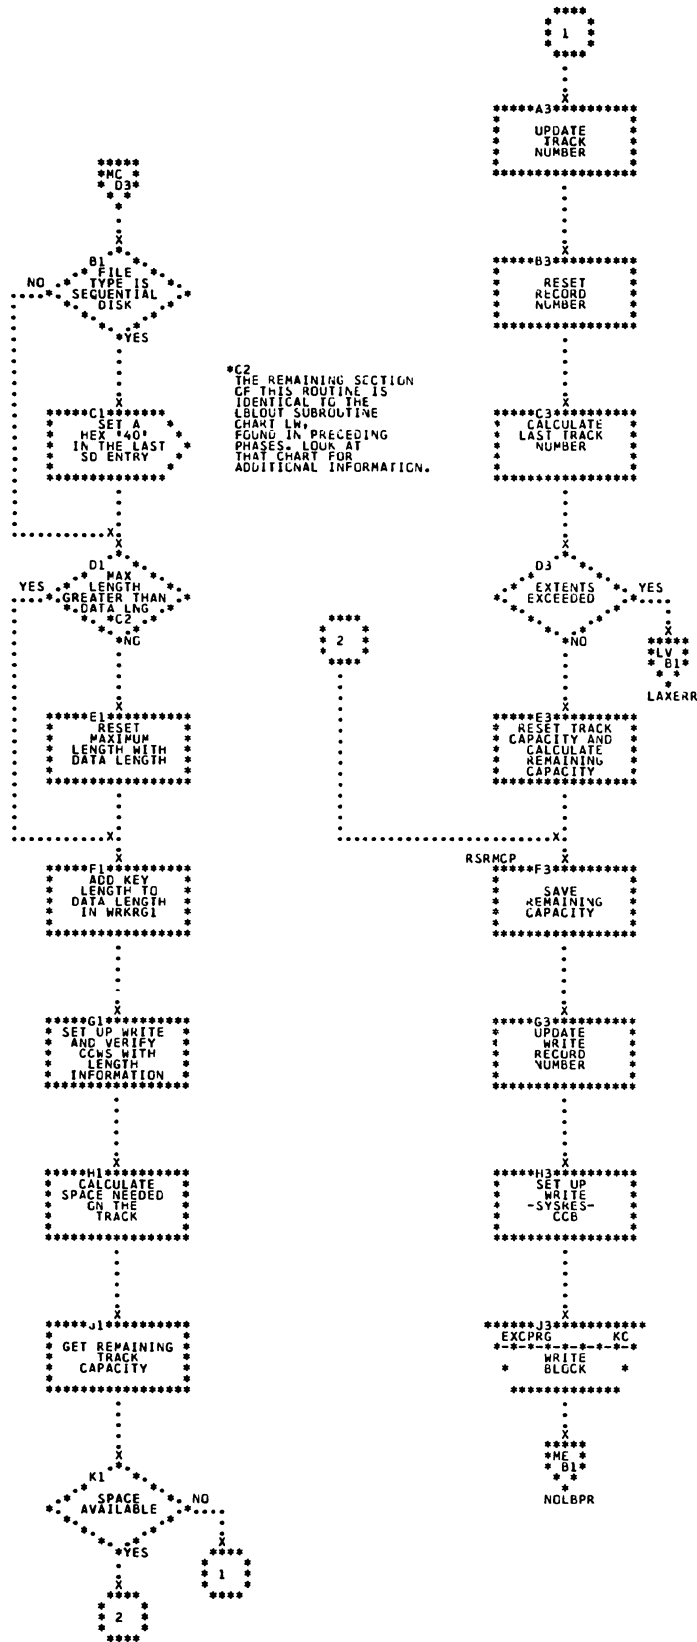 MC
D3
B1
FILE
TYPE IS
SEQUENTIAL
DISK
NO
YES
C1
SET A
HEX '40'
IN THE LAST
SD ENTRY
*C2
THE REMAINING SECTION
OF THIS ROUTINE IS
IDENTICAL TO THE
LBLOUT SUBROUTINE
CHART LW,
FOUND IN PRECEDING
PHASES. LOOK AT
THAT CHART FOR
ADDITIONAL INFORMATION.
D1
MAX
LENGTH
GREATER THAN
DATA LNG
*C2
YES
NO
E1
RESET
MAXIMUM
LENGTH WITH
DATA LENGTH
F1
ADD KEY
LENGTH TO
DATA LENGTH
IN WRKRG1
G1
SET UP WRITE
AND VERIFY
CCWS WITH
LENGTH
INFORMATION
H1
CALCULATE
SPACE NEEDED
ON THE
TRACK
J1
GET REMAINING
TRACK
CAPACITY
K1
SPACE
AVAILABLE
NO
YES
1
2
1
A3
UPDATE
TRACK
NUMBER
B3
RESET
RECORD
NUMBER
C3
CALCULATE
LAST TRACK
NUMBER
D3
EXTENTS
EXCEEDED
YES
NO
LV
B1
LAXERR
2
E3
RESET TRACK
CAPACITY AND
CALCULATE
REMAINING
CAPACITY
RSRMCP
F3
SAVE
REMAINING
CAPACITY
G3
UPDATE
WRITE
RECORD
NUMBER
H3
SET UP
WRITE
-SYSRES-
CCB
J3
EXCPRG KC
WRITE
BLOCK
ME
B1
NOLBPR